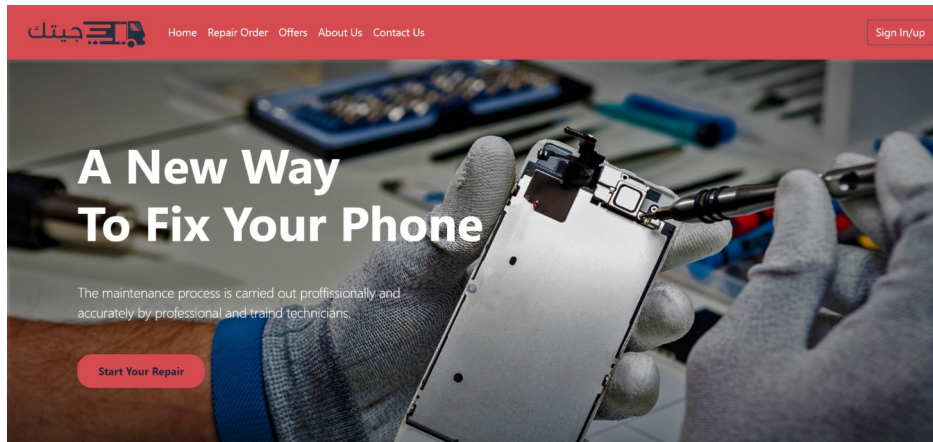 جيتك
Home Repair Order Offers About Us Contact Us
Sign In/up
A New Way
To Fix Your Phone
The maintenance process is carried out proffissionally and
accurately by professional and traind technicians.
Start Your Repair